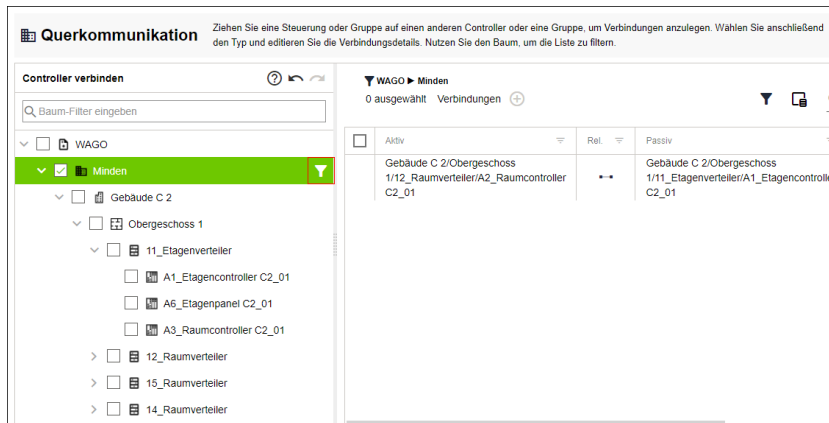 Querkommunikation
Ziehen Sie eine Steuerung oder Gruppe auf einen anderen Controller oder eine Gruppe, um Verbindungen anzulegen. Wählen Sie anschließend
den Typ und editieren Sie die Verbindungsdetails. Nutzen Sie den Baum, um die Liste zu filtern.
Controller verbinden
Baum-Filter eingeben
WAGO
Minden
Gebäude C 2
Obergeschoss 1
11_Etagenverteiler
A1_Etagencontroller C2_01
A6_Etagenpanel C2_01
A3_Raumcontroller C2_01
12_Raumverteiler
15_Raumverteiler
14_Raumverteiler
WAGO ▶ Minden
0 ausgewählt Verbindungen
Aktiv Rel. Passiv
Gebäude C 2/Obergeschoss
1/12_Raumverteiler/A2_Raumcontroller
C2_01
Gebäude C 2/Obergeschoss
1/11_Etagenverteiler/A1_Etagencontrolle
C2_01